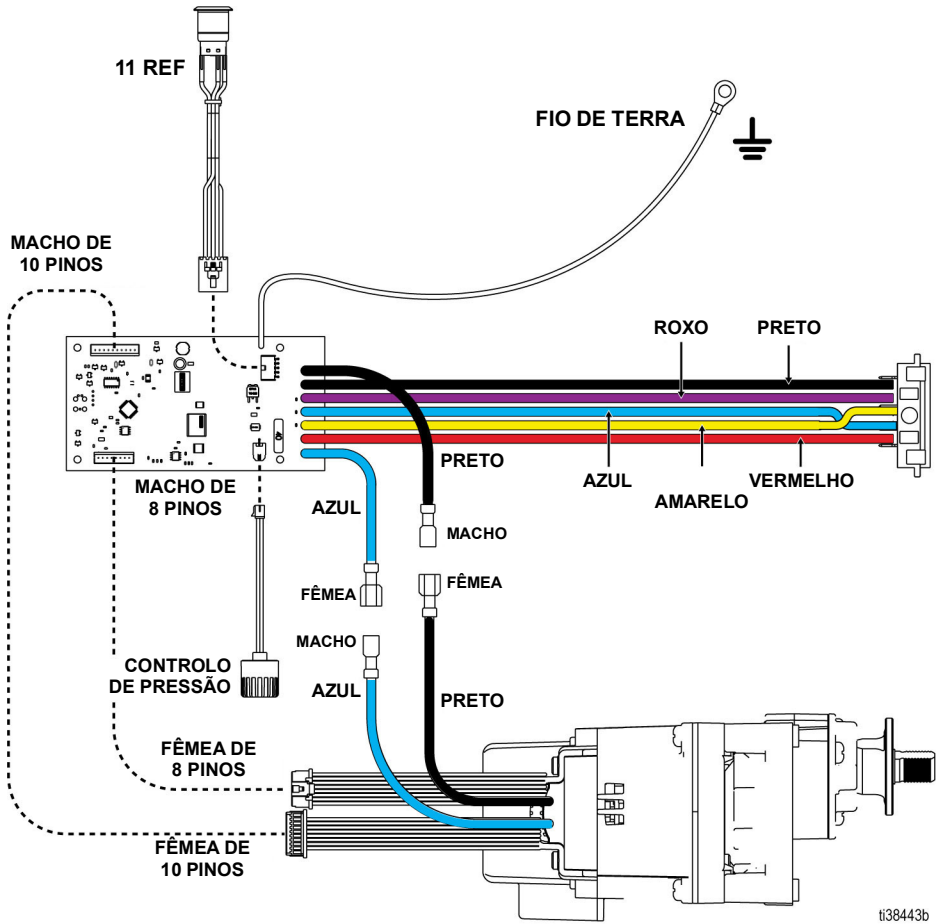 11 REF
FIO DE TERRA
MACHO DE
10 PINOS
ROXO
PRETO
PRETO
AZUL
VERMELHO
AMARELO
MACHO DE
8 PINOS
AZUL
MACHO
FÊMEA
FÊMEA
MACHO
CONTROLO
DE PRESSÃO
AZUL
PRETO
FÊMEA DE
8 PINOS
FÊMEA DE
10 PINOS
ti38443b